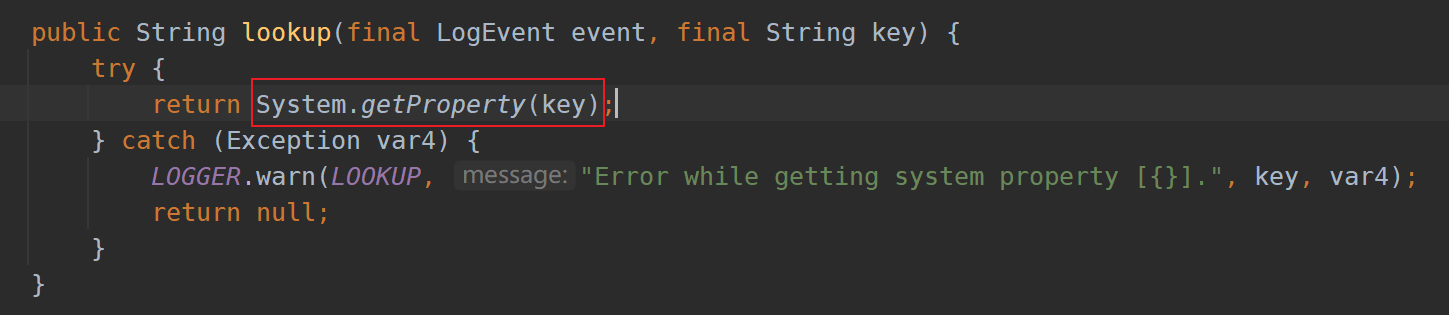 public String lookup(final LogEvent event, final String key) {
try {
return System.getProperty(key);
} catch (Exception var4) {
LOGGER.warn(LOOKUP, message: "Error while getting system property [{}].", key, var4);
return null;
}
}